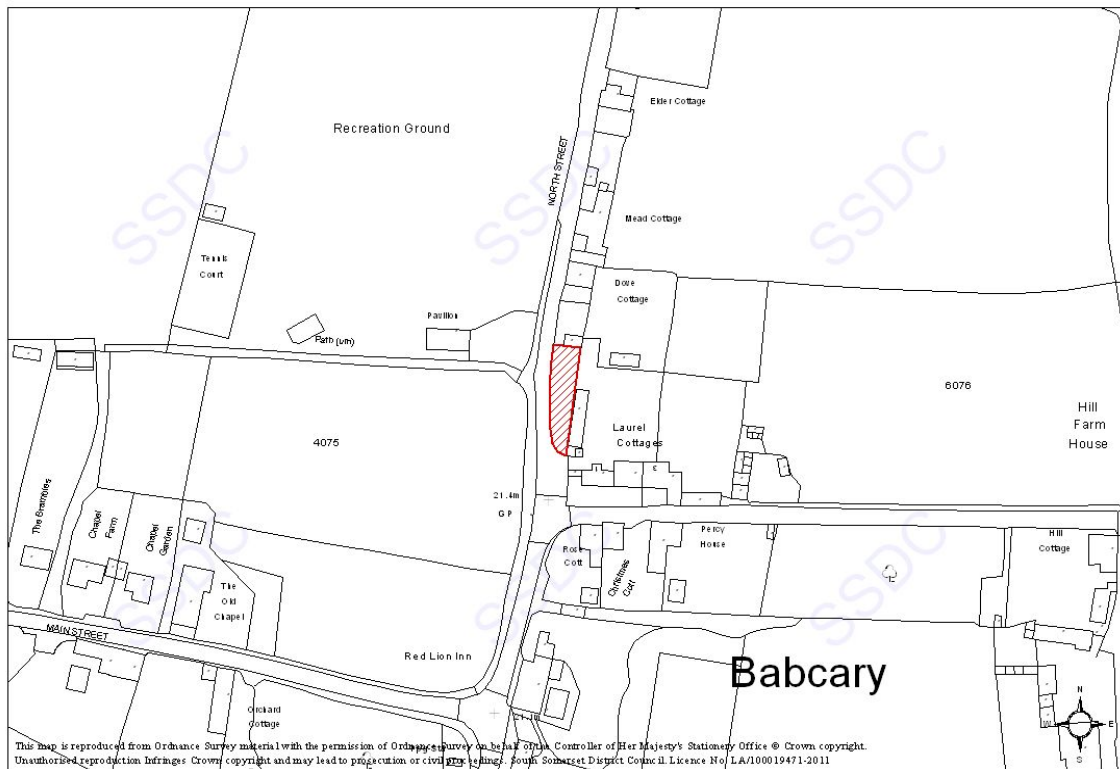 Elder Cottage
Recreation Ground
NORTH STREET
Mead Cottage
Tennis
Court
Dove
Cottage
Pavilion
Path (um)
6076
Hill
Farm
House
4075
Laurel
Cottages
21.4m
GP
The Brambles
Chapel
Farm
Chapel
Garden
The
Old
Chapel
Rose
Cott
Christmas
Cott
Percy
House
Hill
Cottage
MAIN STREET
Red Lion Inn
Babcary
Orchard
Cottage
N
W
E
S
SSDC
SSDC
SSDC
SSDC
SSDC
SSDC
This map is reproduced from Ordnance Survey material with the permission of Ordnance Survey on behalf of the Controller of Her Majesty's Stationery Office © Crown copyright.
Unauthorised reproduction infringes Crown copyright and may lead to prosecution or civil proceedings. South Somerset District Council Licence No LA/100019471-2011